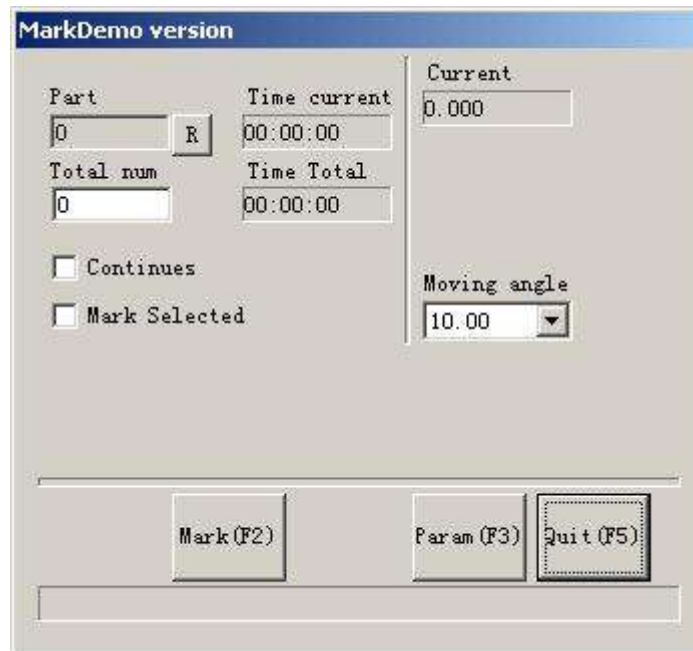 MarkDemo version
Part
0
R
Time current
00:00:00
Total num
0
Time Total
00:00:00
Continues
Mark Selected
Current
0.000
Moving angle
10.00
Mark(F2)
Param(F3)
Quit(F5)